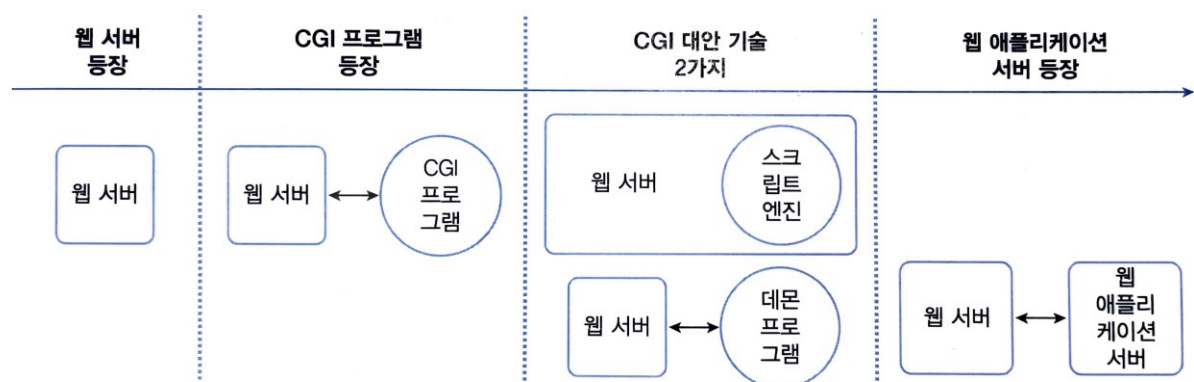 웹 서버
등장
CGI 프로그램
등장
CGI 대안 기술
2가지
웹 애플리케이션
서버 등장
웹 서버
웹 서버
CGI
프로
그램
웹 서버
스크
립트
엔진
웹 서버
데몬
프로
그램
웹 서버
웹
애플리
케이션
서버